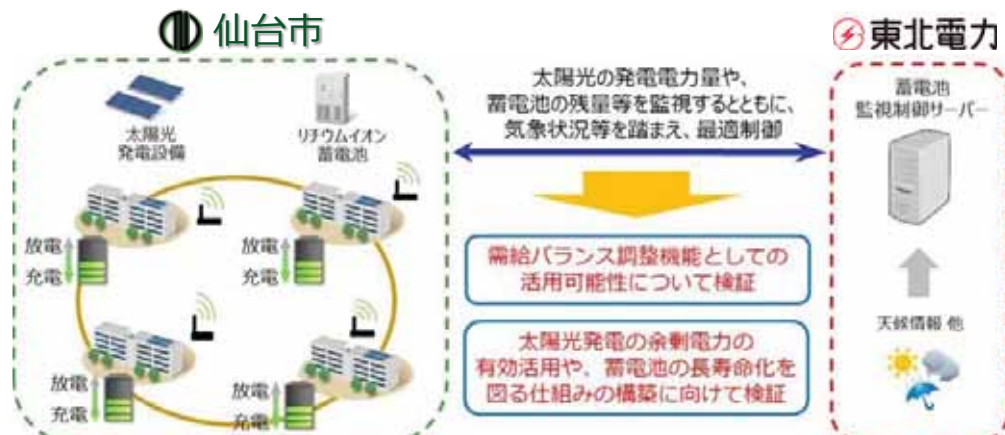 仙台市
東北電力
太陽光
発電設備
リチウムイオン
蓄電池
放電
充電
放電
充電
放電
充電
放電
充電
太陽光の発電電力量や、
蓄電池の残量等を監視するとともに、
気象状況等を踏まえ、最適制御
需給バランス調整機能としての
活用可能性について検証
太陽光発電の余剰電力の
有効活用や、蓄電池の長寿命化を
図る仕組みの構築に向けて検証
蓄電池
監視制御サーバー
天候情報 他